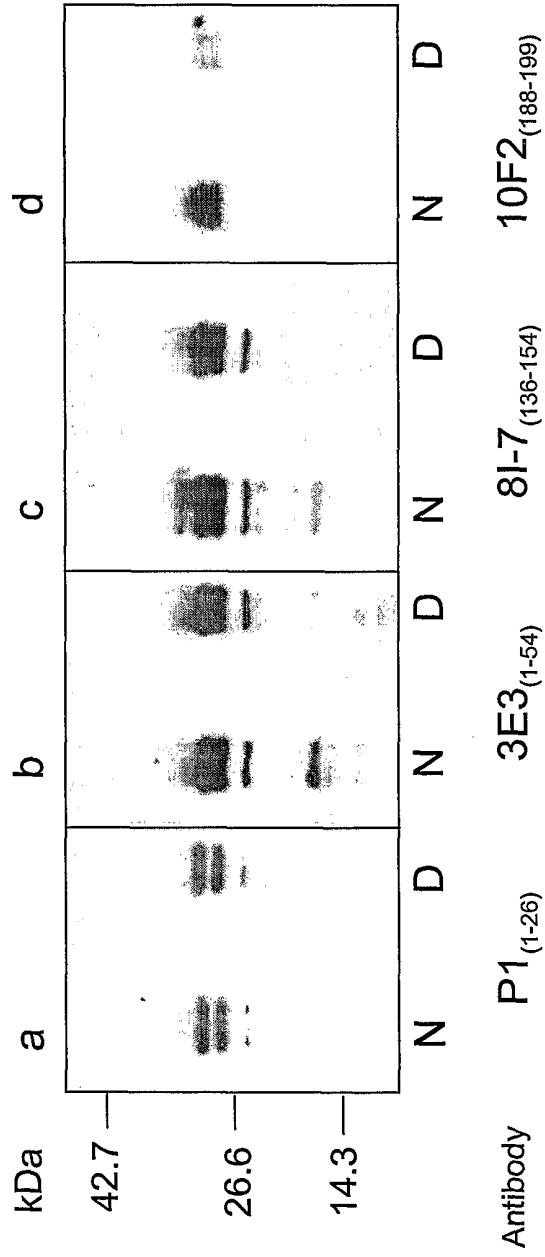 kDa a b c d
42.7
26.6
14.3
N D N D N D N D
Antibody P1(1-26) 3E3(1-54) 8I-7(136-154) 10F2(188-199)